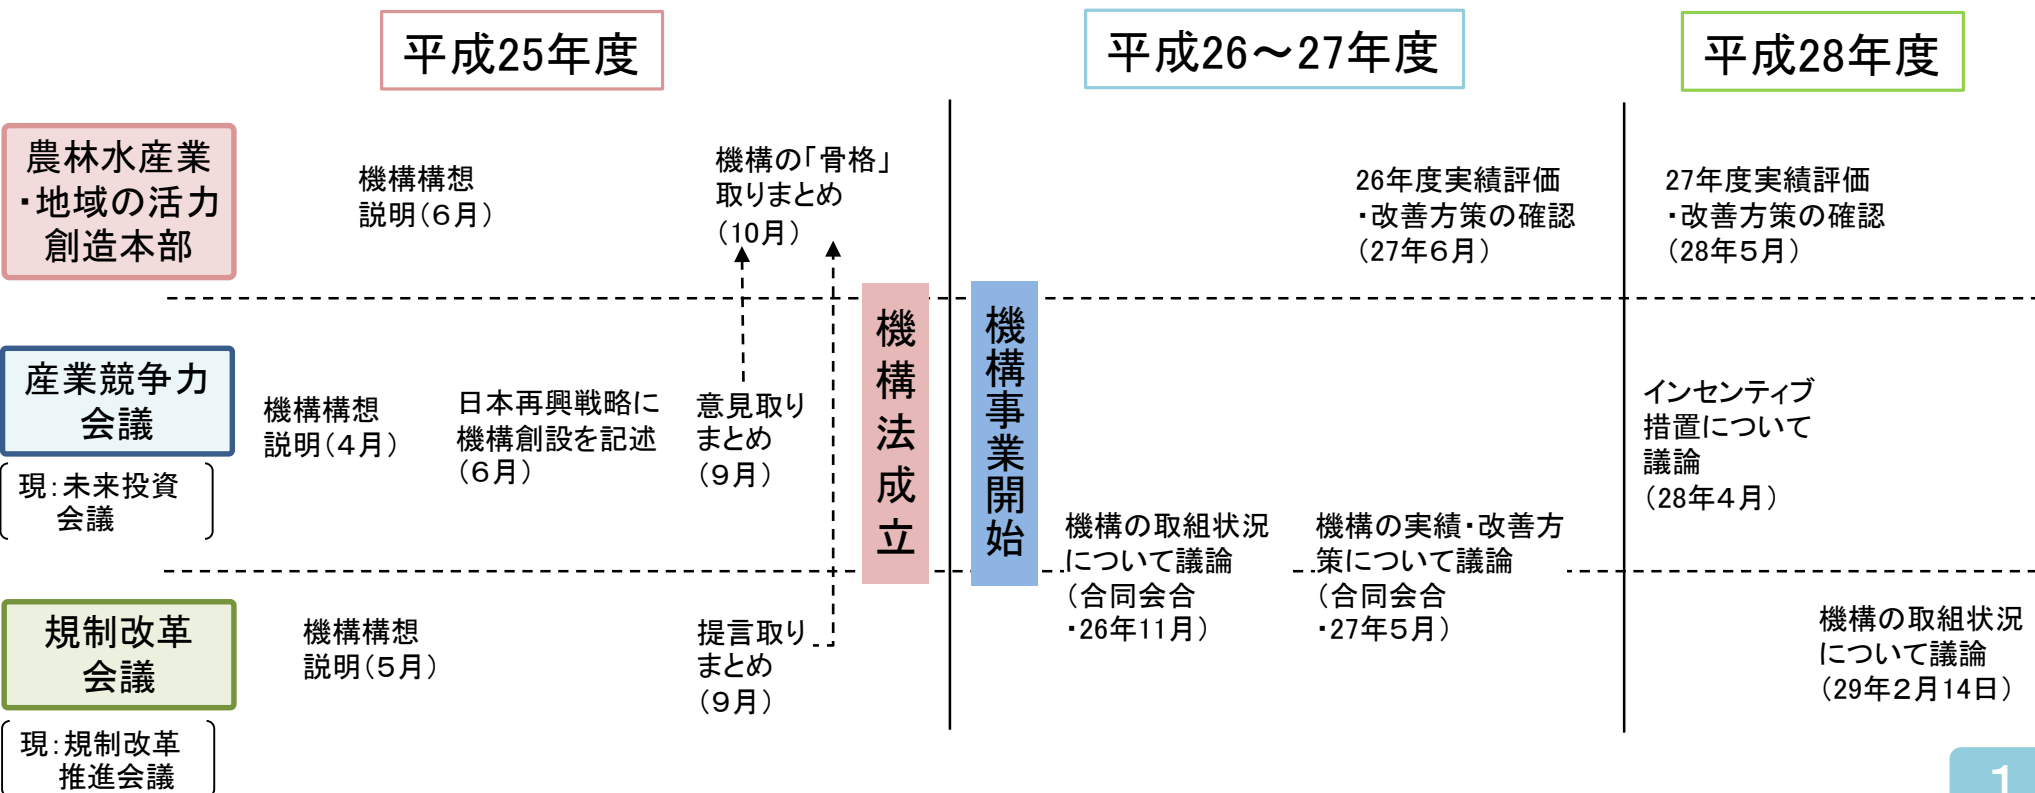 平成25年度
平成26～27年度
平成28年度
農林水産業
・地域の活力
創造本部
機構構想
説明（６月）
機構の「骨格」
取りまとめ
（10月）
26年度実績評価
・改善方策の確認
（27年６月）
27年度実績評価
・改善方策の確認
（28年５月）
機構法成立
機構事業開始
産業競争力
会議
現：未来投資
会議
機構構想
説明（４月）
日本再興戦略に
機構創設を記述
（６月）
意見取り
まとめ
（９月）
インセンティブ
措置について
議論
（28年４月）
機構の取組状況
について議論
（合同会合
・26年11月）
機構の実績・改善方
策について議論
（合同会合
・27年５月）
規制改革
会議
現：規制改革
推進会議
機構構想
説明（５月）
提言取り
まとめ
（９月）
機構の取組状況
について議論
（29年２月14日）
1